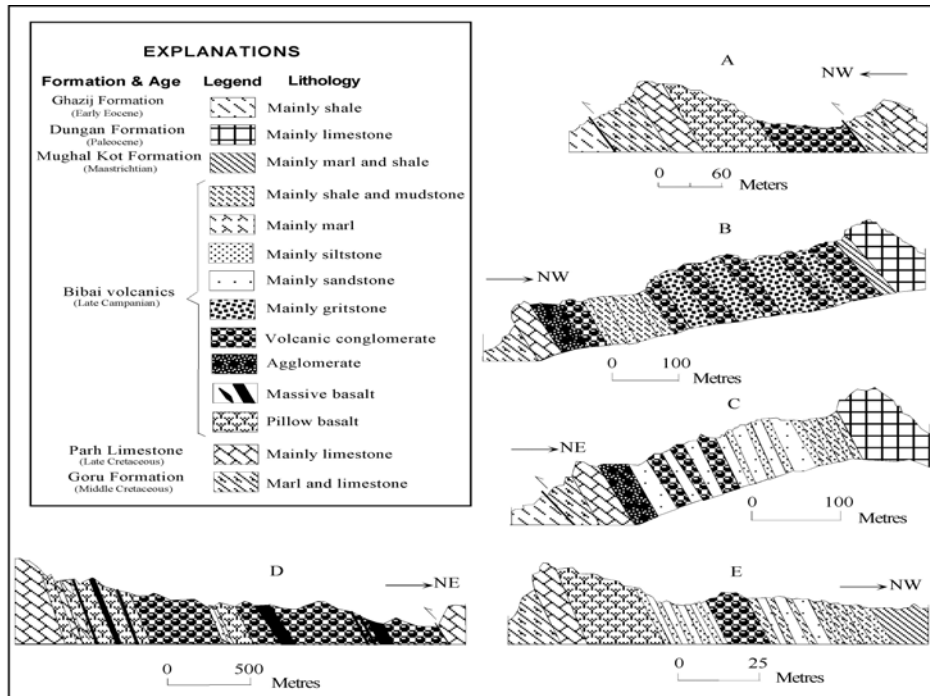 EXPLANATIONS
Formation & Age Legend Lithology
Ghazij Formation
(Early Eocene)
Mainly shale
Dungan Formation
(Paleocene)
Mainly limestone
Mughal Kot Formation
(Maastrichtian)
Mainly marl and shale
Mainly shale and mudstone
Mainly marl
Mainly siltstone
Mainly sandstone
Bibai volcanics
(Late Campanian)
Mainly gritstone
Volcanic conglomerate
Agglomerate
Massive basalt
Pillow basalt
Parh Limestone
(Late Cretaceous)
Mainly limestone
Goru Formation
(Middle Cretaceous)
Marl and limestone
A
NW
0 60
Meters
B
NW
0 100
Metres
C
NE
0 100
Metres
D
NE
0 500
Metres
E
NW
0 25
Metres